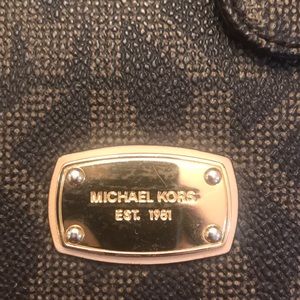 MICHAEL KORS
EST. 1981